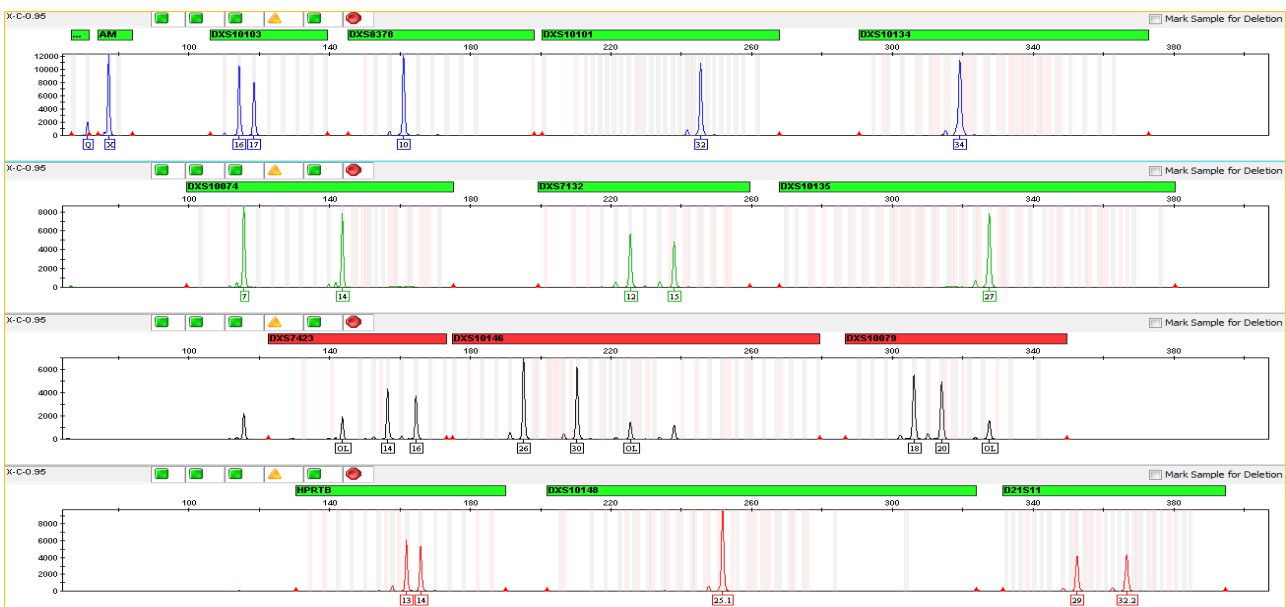 X-C-0.95 Mark Sample for Deletion
... AM DXS10103 DXS8378 DXS10101 DXS10134
100 140 180 220 260 300 340 380
12000
10000
8000
6000
4000
2000
0
Q X 16 17 10 32 34
X-C-0.95 Mark Sample for Deletion
DXS10074 DXS7132 DXS10135
100 140 180 220 260 300 340 380
8000
6000
4000
2000
0
7 14 12 15 27
X-C-0.95 Mark Sample for Deletion
DXS7423 DXS10146 DXS10079
100 140 180 220 260 300 340 380
6000
4000
2000
0
OL 14 16 26 30 OL 18 20 OL
X-C-0.95 Mark Sample for Deletion
HPRTB DXS10148 D21S11
100 140 180 220 260 300 340 380
8000
6000
4000
2000
0
13 14 25.1 29 32.2